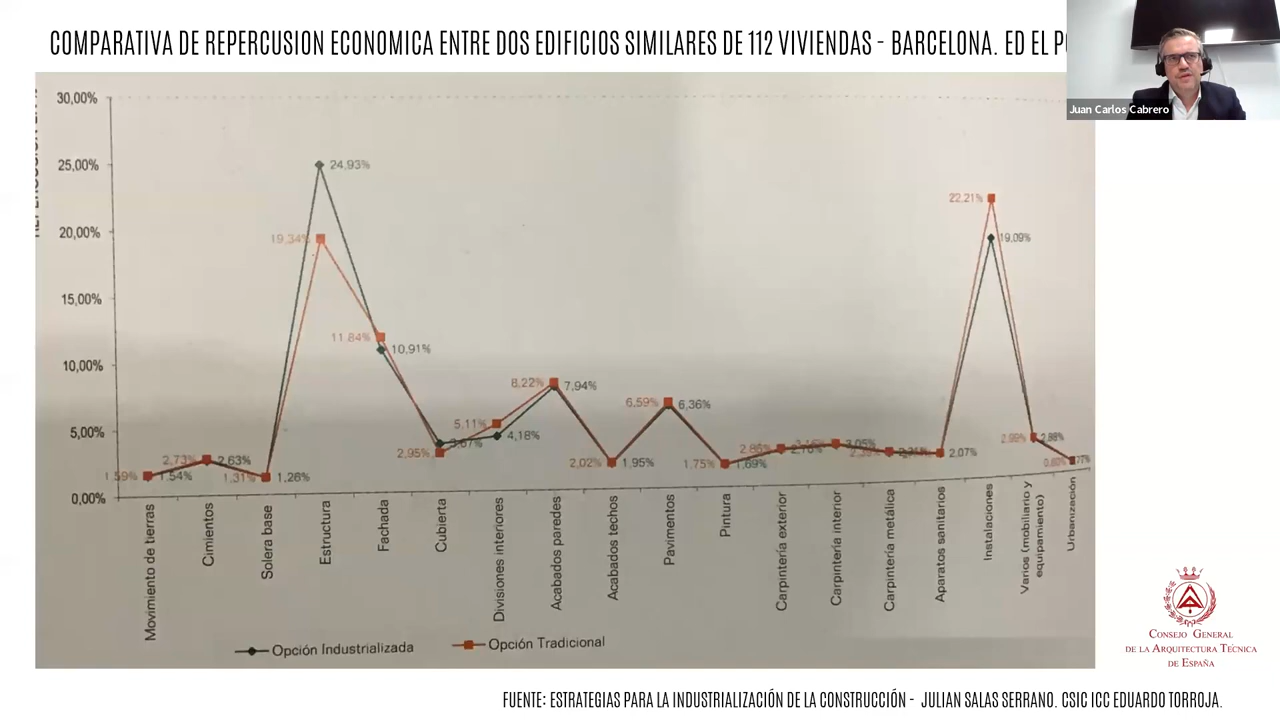 COMPARATIVA DE REPERCUSION ECONOMICA ENTRE DOS EDIFICIOS SIMILARES DE 112 VIVIENDAS - BARCELONA. ED EL
Juan Carlos Cabrero
30,00%
25,00%
20,00%
15,00%
10,00%
5,00%
0,00%
24,93%
19,34%
11,84%
10,91%
2,95%
5,11%
4,18%
8,22%
7,94%
2,02%
1,95%
6,59%
6,36%
1,75%
1,69%
2,73%
2,63%
1,59%
1,54%
1,31%
1,26%
3,05%
2,07%
22,21%
19,09%
2,99%
2,88%
Movimiento de tierras
Cimientos
Solera base
Estructura
Fachada
Cubierta
Divisiones interiores
Acabados paredes
Acabados techos
Pavimentos
Pintura
Carpintería exterior
Carpintería interior
Carpintería metálica
Aparatos sanitarios
Instalaciones
Varios (mobiliario y
equipamiento)
Urbanización
Opción Industrializada
Opción Tradicional
CONSEJO GENERAL
DE LA ARQUITECTURA TÉCNICA
DE ESPAÑA
FUENTE: ESTRATEGIAS PARA LA INDUSTRIALIZACIÓN DE LA CONSTRUCCIÓN - JULIAN SALAS SERRANO. CSIC ICC EDUARDO TORROJA.